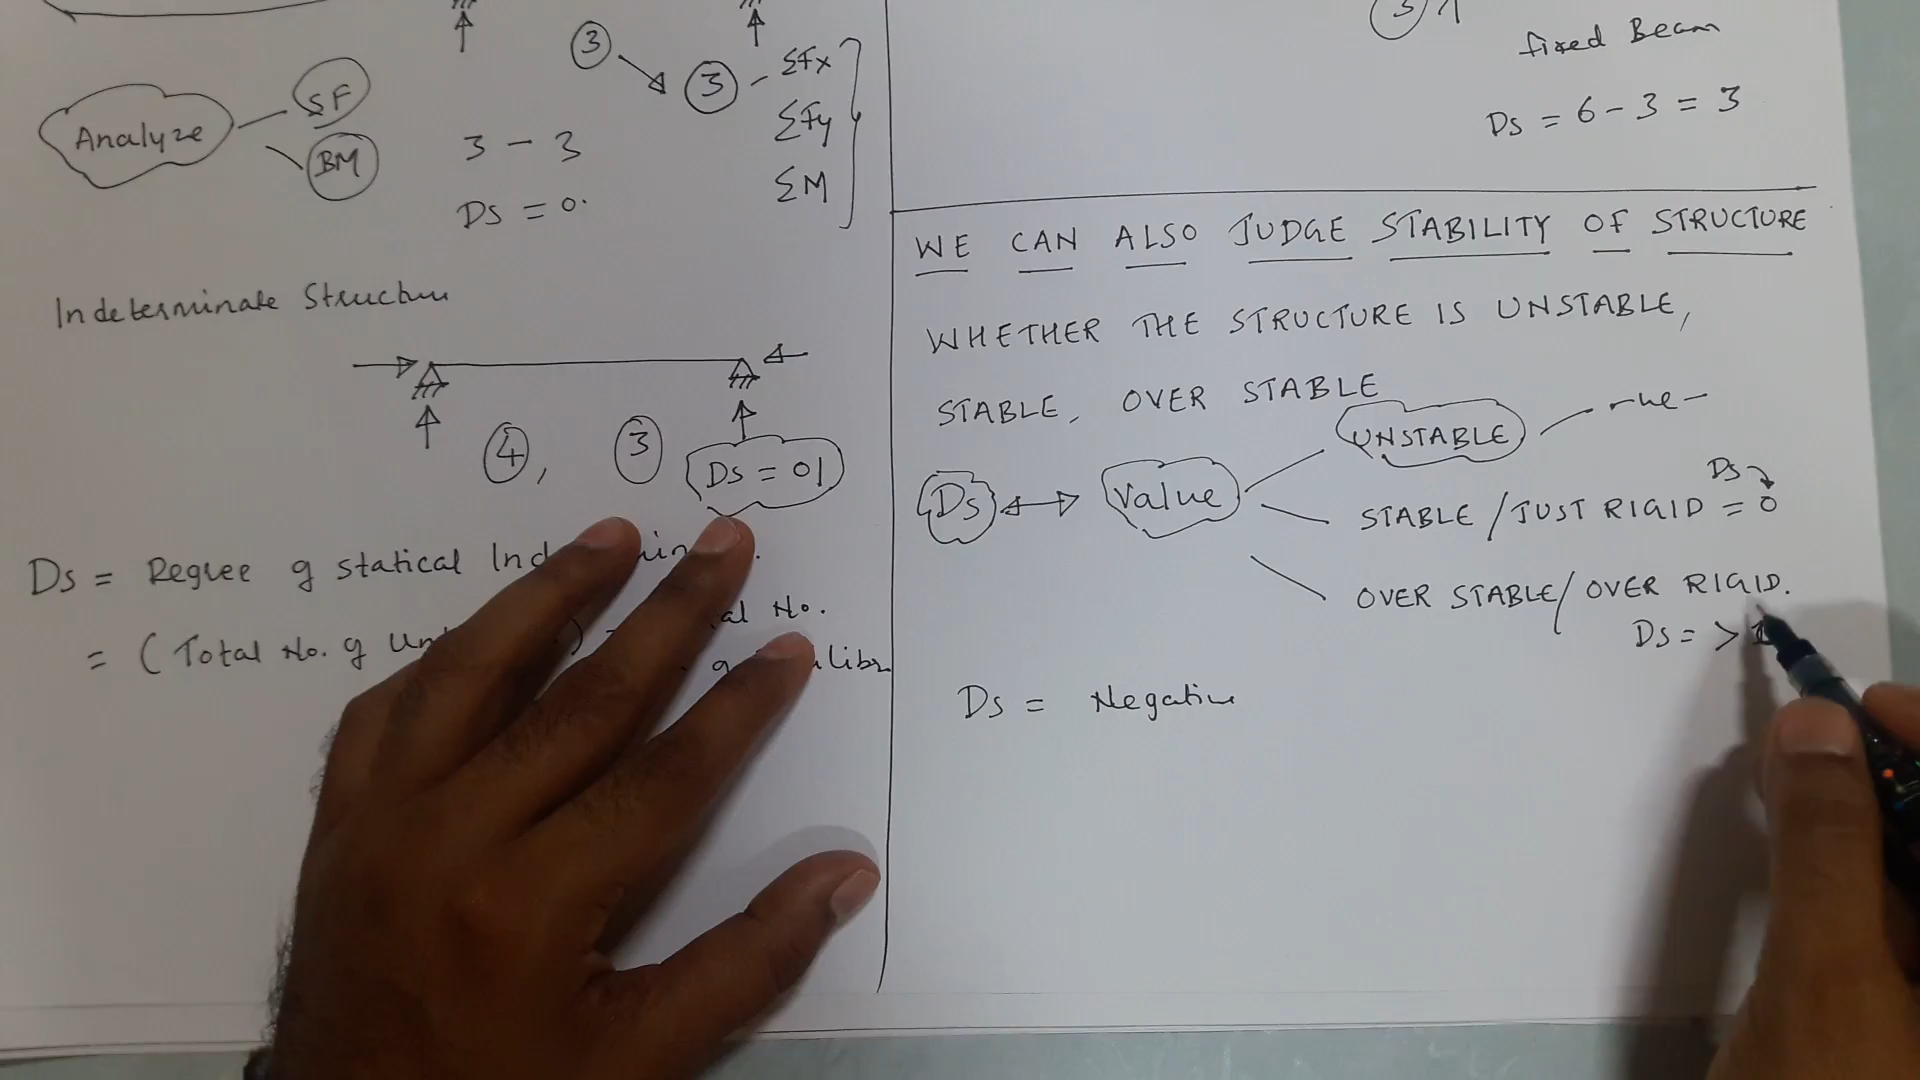 3
3
ΣFx
ΣFy
ΣM
Analyze
SF
BM
3 - 3
Ds = 0.
Indeterminate Structure
4, 3
Ds = 01
Ds = Regree of statical
= (Total No. of al No.
fixed Beam
Ds = 6 - 3 = 3
WE CAN ALSO JUDGE STABILITY OF STRUCTURE
WHETHER THE STRUCTURE IS UNSTABLE,
STABLE, OVER STABLE
UNSTABLE - -ve -
Ds Value
Ds
STABLE / JUST RIGID = 0
OVER STABLE / OVER RIGID.
Ds = > 1
Ds = Negative